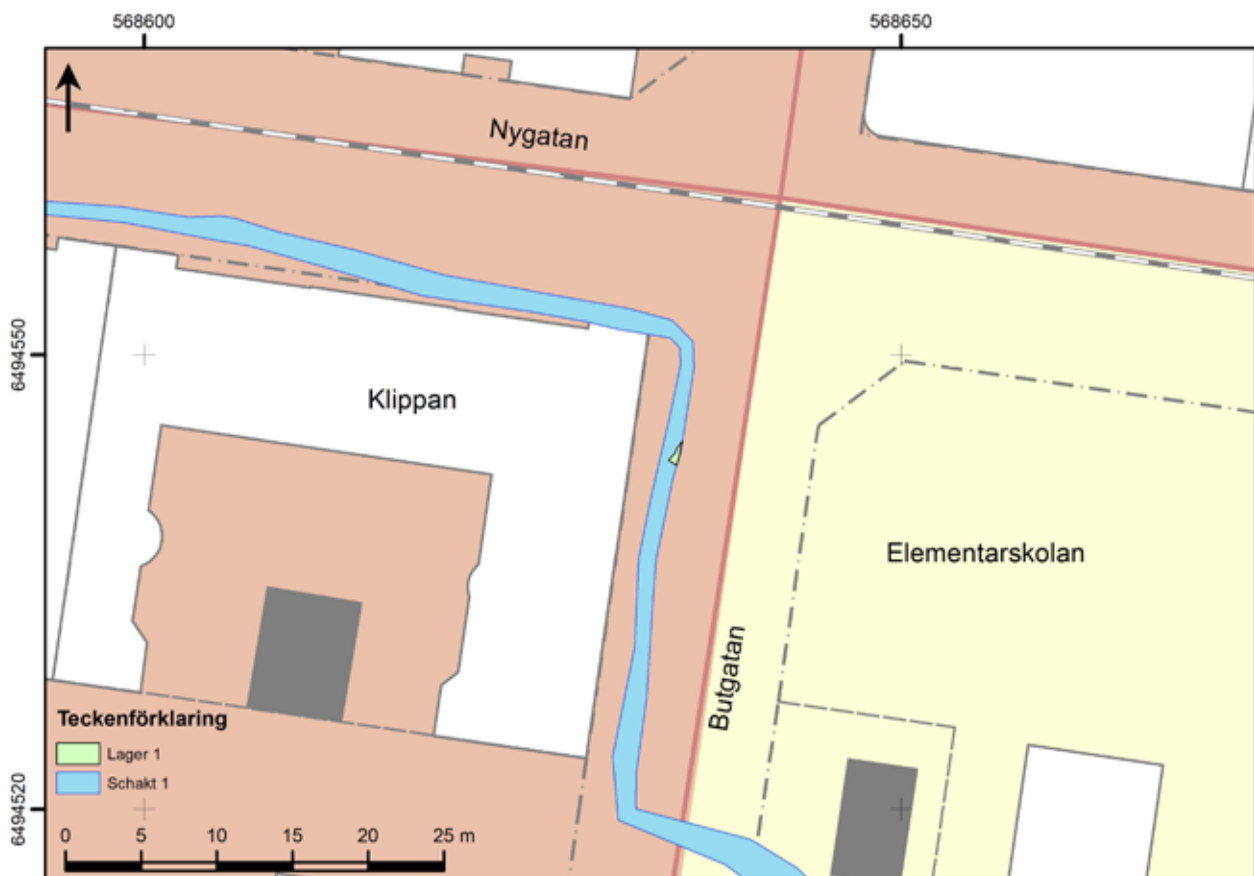 568600
568650
Nygatan
6494550
Klippan
Elementarskolan
Butgatan
Teckenförklaring
Lager 1
Schakt 1
6494520
0 5 10 15 20 25 m